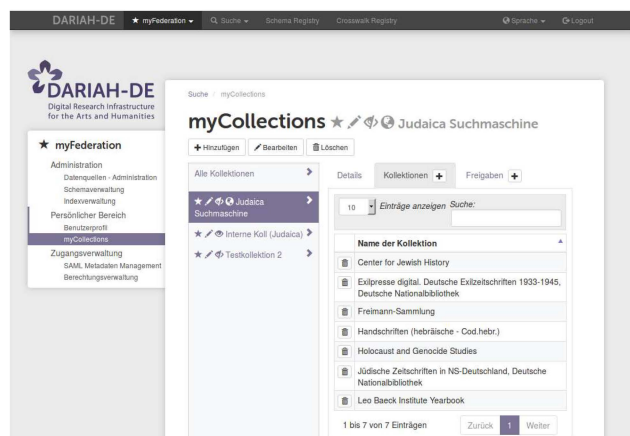 DARIAH-DE ★ myFederation Suche Schema Registry Crosswalk Registry Sprache Logout
DARIAH-DE
Digital Research Infrastructure
for the Arts and Humanities
★ myFederation
Administration
Datenquellen - Administration
Schemaverwaltung
Indexverwaltung
Persönlicher Bereich
Benutzerprofil
myCollections
Zugangsverwaltung
SAML Metadaten Management
Berechtungsverwaltung
Suche / myCollections
myCollections Judaica Suchmaschine
Hinzufügen Bearbeiten Löschen
Alle Kollektionen
Judaica
Suchmaschine
Interne Koll (Judaica)
Testkollektion 2
Details Kollektionen Freigaben
10 Einträge anzeigen Suche:
Name der Kollektion
Center for Jewish History
Exilpresse digital. Deutsche Exilzeitschriften 1933-1945,
Deutsche Nationalbibliothek
Freimann-Sammlung
Handschriften (hebräische - Cod.hebr.)
Holocaust and Genocide Studies
Jüdische Zeitschriften in NS-Deutschland, Deutsche
Nationalbibliothek
Leo Baeck Institute Yearbook
1 bis 7 von 7 Einträgen Zurück 1 Weiter